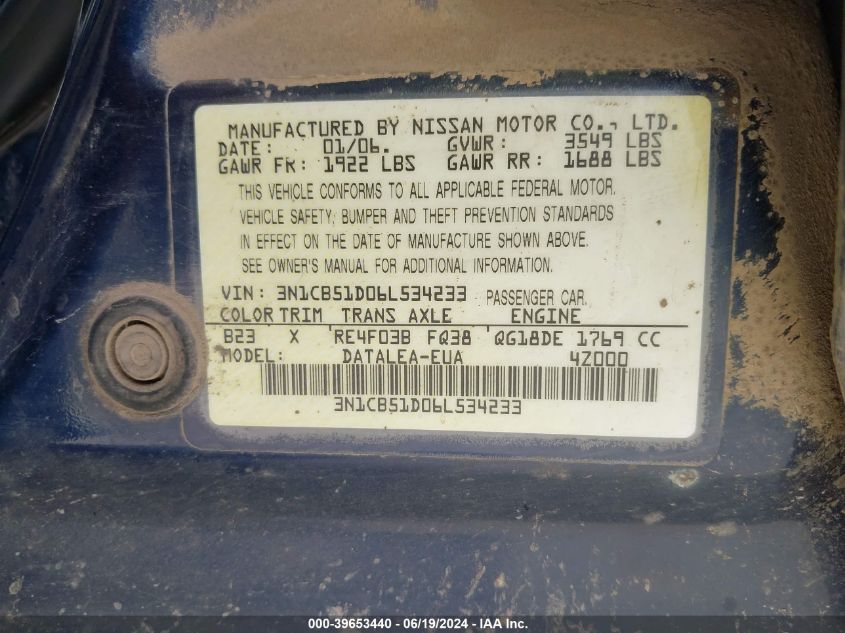 MANUFACTURED BY NISSAN MOTOR CO., LTD.
DATE: 01/06. GVWR: 3549 LBS
GAWR FR: 1922 LBS GAWR RR: 1688 LBS
THIS VEHICLE CONFORMS TO ALL APPLICABLE FEDERAL MOTOR
VEHICLE SAFETY, BUMPER AND THEFT PREVENTION STANDARDS
IN EFFECT ON THE DATE OF MANUFACTURE SHOWN ABOVE.
SEE OWNER'S MANUAL FOR ADDITIONAL INFORMATION.
VIN: 3N1CB51D06L534233 PASSENGER CAR
COLOR TRIM TRANS AXLE ENGINE
B23 X RE4F03B FQ38 QG18DE 1769 CC
MODEL: DATALEA-EUA 4Z000
3N1CB51D06L534233
000-39653440 - 06/19/2024 - IAA Inc.